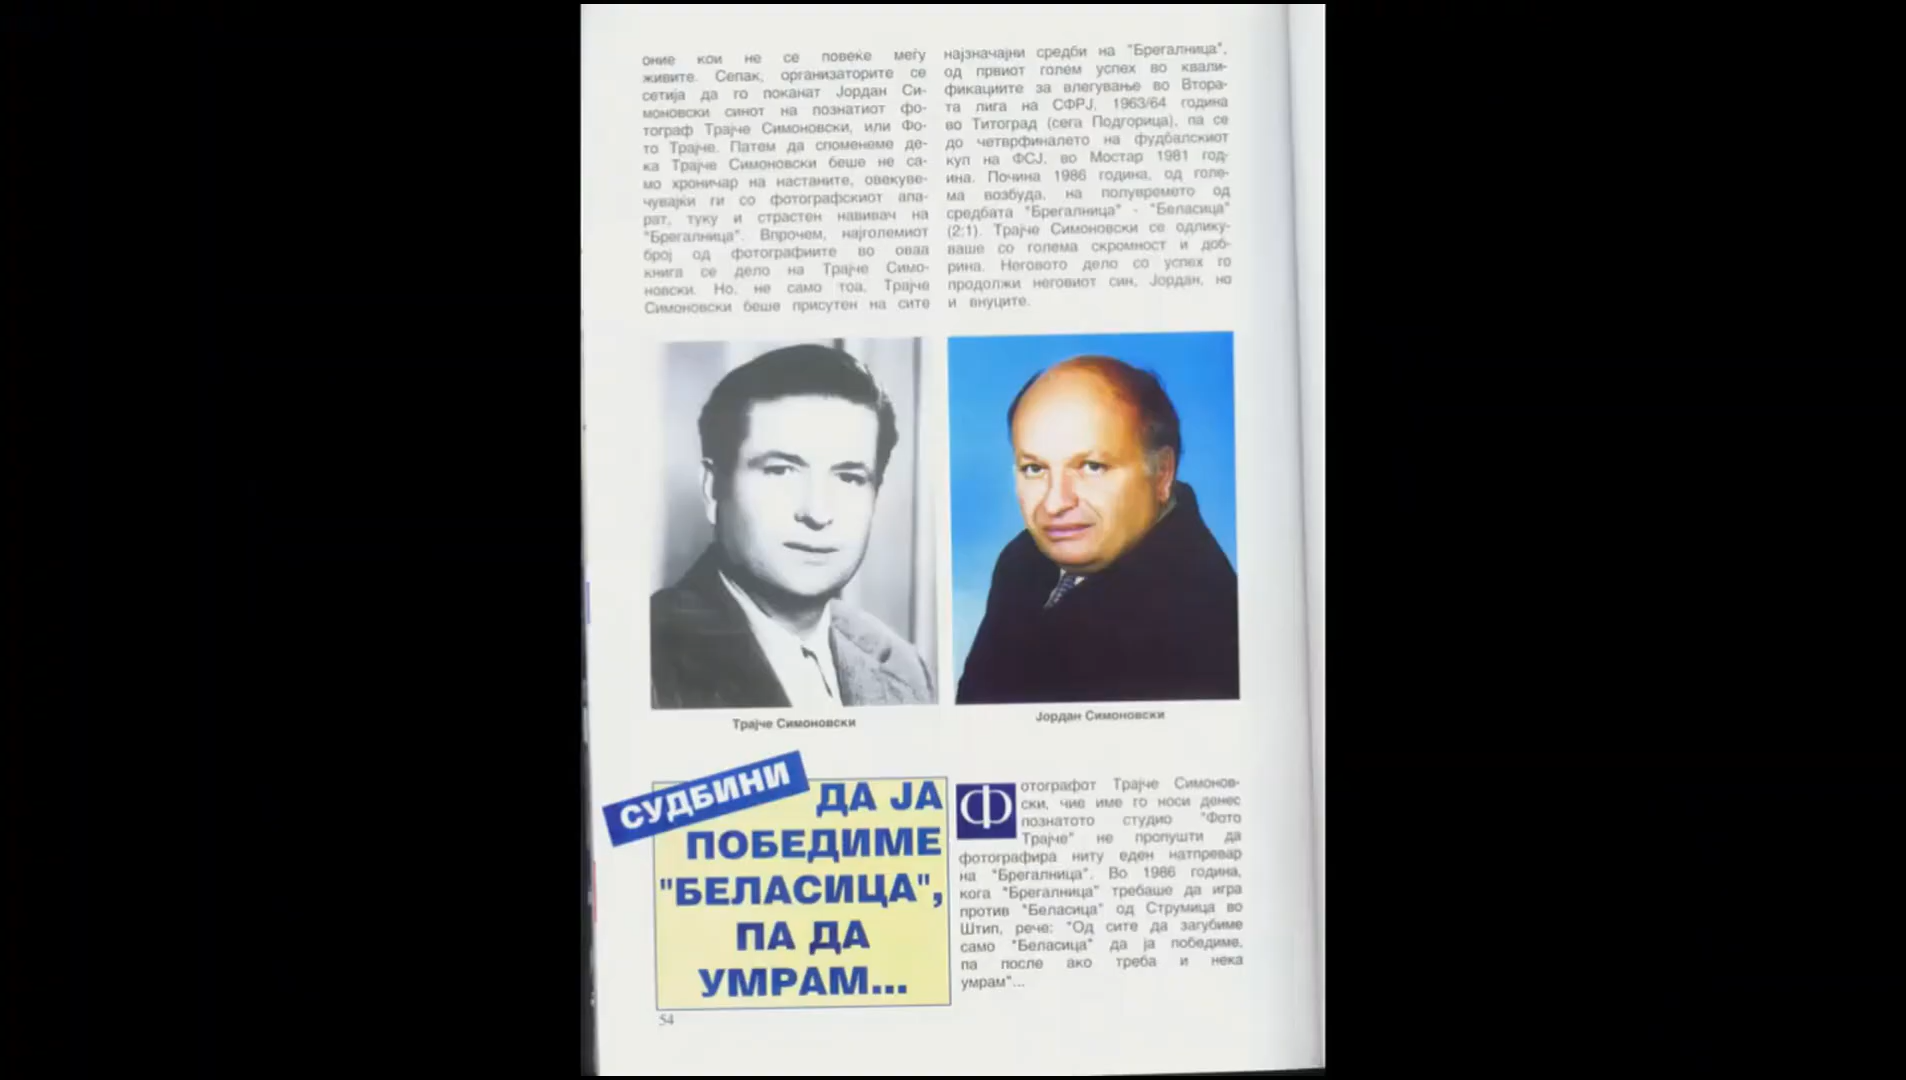 оние кои не се повеќе меѓу
живите. Сепак, организаторите се
сетија да го поканат Јордан Си-
моновски синот на познатиот фо-
тограф Трајче Симоновски, или Фо-
то Трајче. Патем да споменеме де-
ка Трајче Симоновски беше не са-
мо хроничар на настаните, овекуве-
чувајќи ги со фотографскиот апа-
рат, туку и страстен навивач на
"Брегалница". Впрочем, најголемиот
број од фотографиите во оваа
книга се дело на Трајче Симо-
новски. Но, не само тоа, Трајче
Симоновски беше присутен на сите
најзначајни средби на "Брегалница",
од првиот голем успех во квали-
фикациите за влегување во Втора-
та лига на СФРЈ, 1963/64 година
во Титоград (сега Подгорица), па се
до четврфиналето на фудбалскиот
куп на ФСЈ, во Мостар 1981 год-
ина. Почина 1986 година, од голе-
ма возбуда, на полувремето од
средбата "Брегалница" - "Беласица"
(2:1). Трајче Симоновски се одлику-
ваше со голема скромност и доб-
рина. Неговото дело со успех го
продолжи неговиот син, Јордан, но
и внуците.
Трајче Симоновски
Јордан Симоновски
СУДБИНИ
ДА ЈА
ПОБЕДИМЕ
"БЕЛАСИЦА",
ПА ДА
УМРАМ...
Фотографот Трајче Симонов-
ски, чие име го носи денес
познатото студио "Фото
Трајче" не пропушти да
фотографира ниту еден натпревар
на "Брегалница". Во 1986 година,
кога "Брегалница" требаше да игра
против "Беласица" од Струмица во
Штип, рече: "Од сите да загубиме
само "Беласица" да ја победиме,
па после ако треба и нека
умрам"...
54